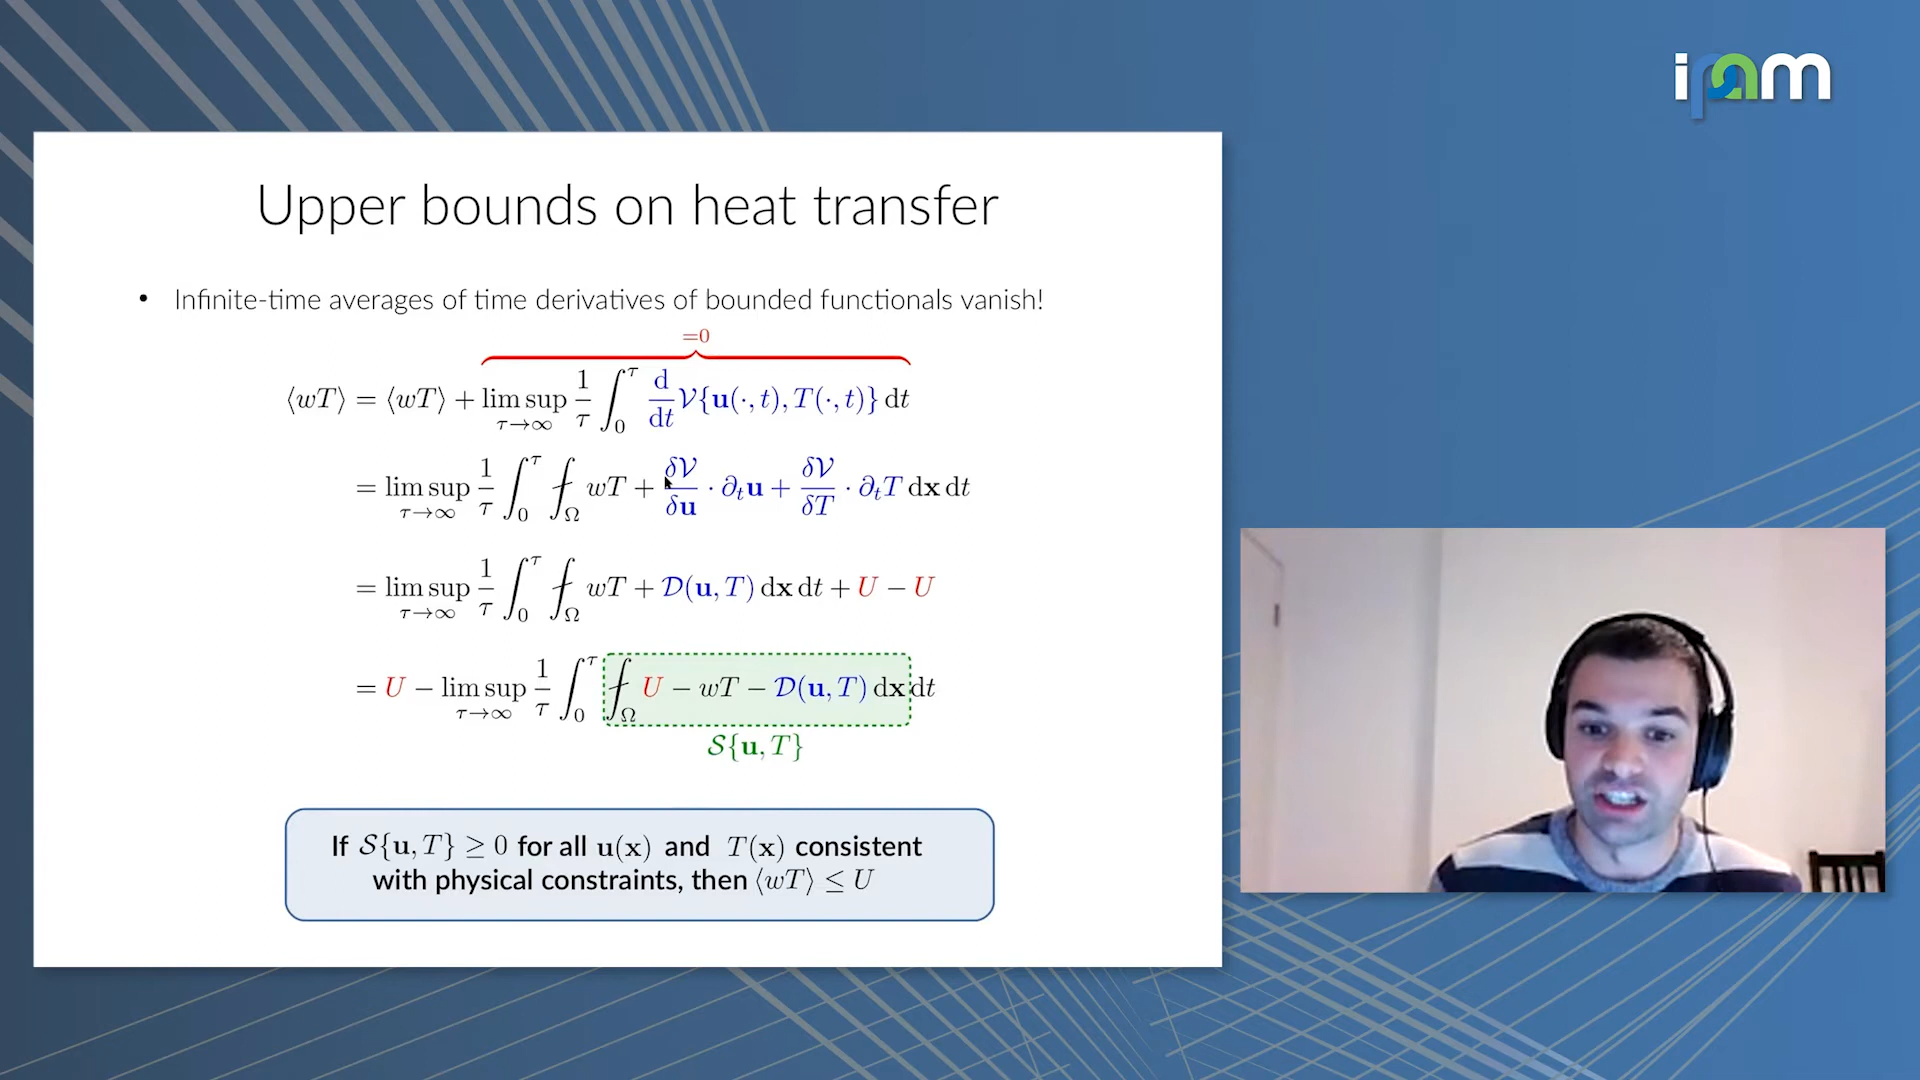 ipam
Upper bounds on heat transfer
• Infinite-time averages of time derivatives of bounded functionals vanish!
=0
⟨wT⟩ = ⟨wT⟩ + lim sup_{τ→∞} 1/τ ∫_0^τ d/dt 𝒱{𝐮(·, t), T(·, t)} dt
= lim sup_{τ→∞} 1/τ ∫_0^τ ⨍_Ω wT + δ𝒱/δ𝐮 · ∂_t𝐮 + δ𝒱/δT · ∂_tT d𝐱 dt
= lim sup_{τ→∞} 1/τ ∫_0^τ ⨍_Ω wT + 𝒟(𝐮, T) d𝐱 dt + U − U
= U − lim sup_{τ→∞} 1/τ ∫_0^τ ⨍_Ω U − wT − 𝒟(𝐮, T) d𝐱 dt
𝒮{𝐮, T}
If 𝒮{𝐮, T} ≥ 0 for all 𝐮(𝐱) and T(𝐱) consistent
with physical constraints, then ⟨wT⟩ ≤ U